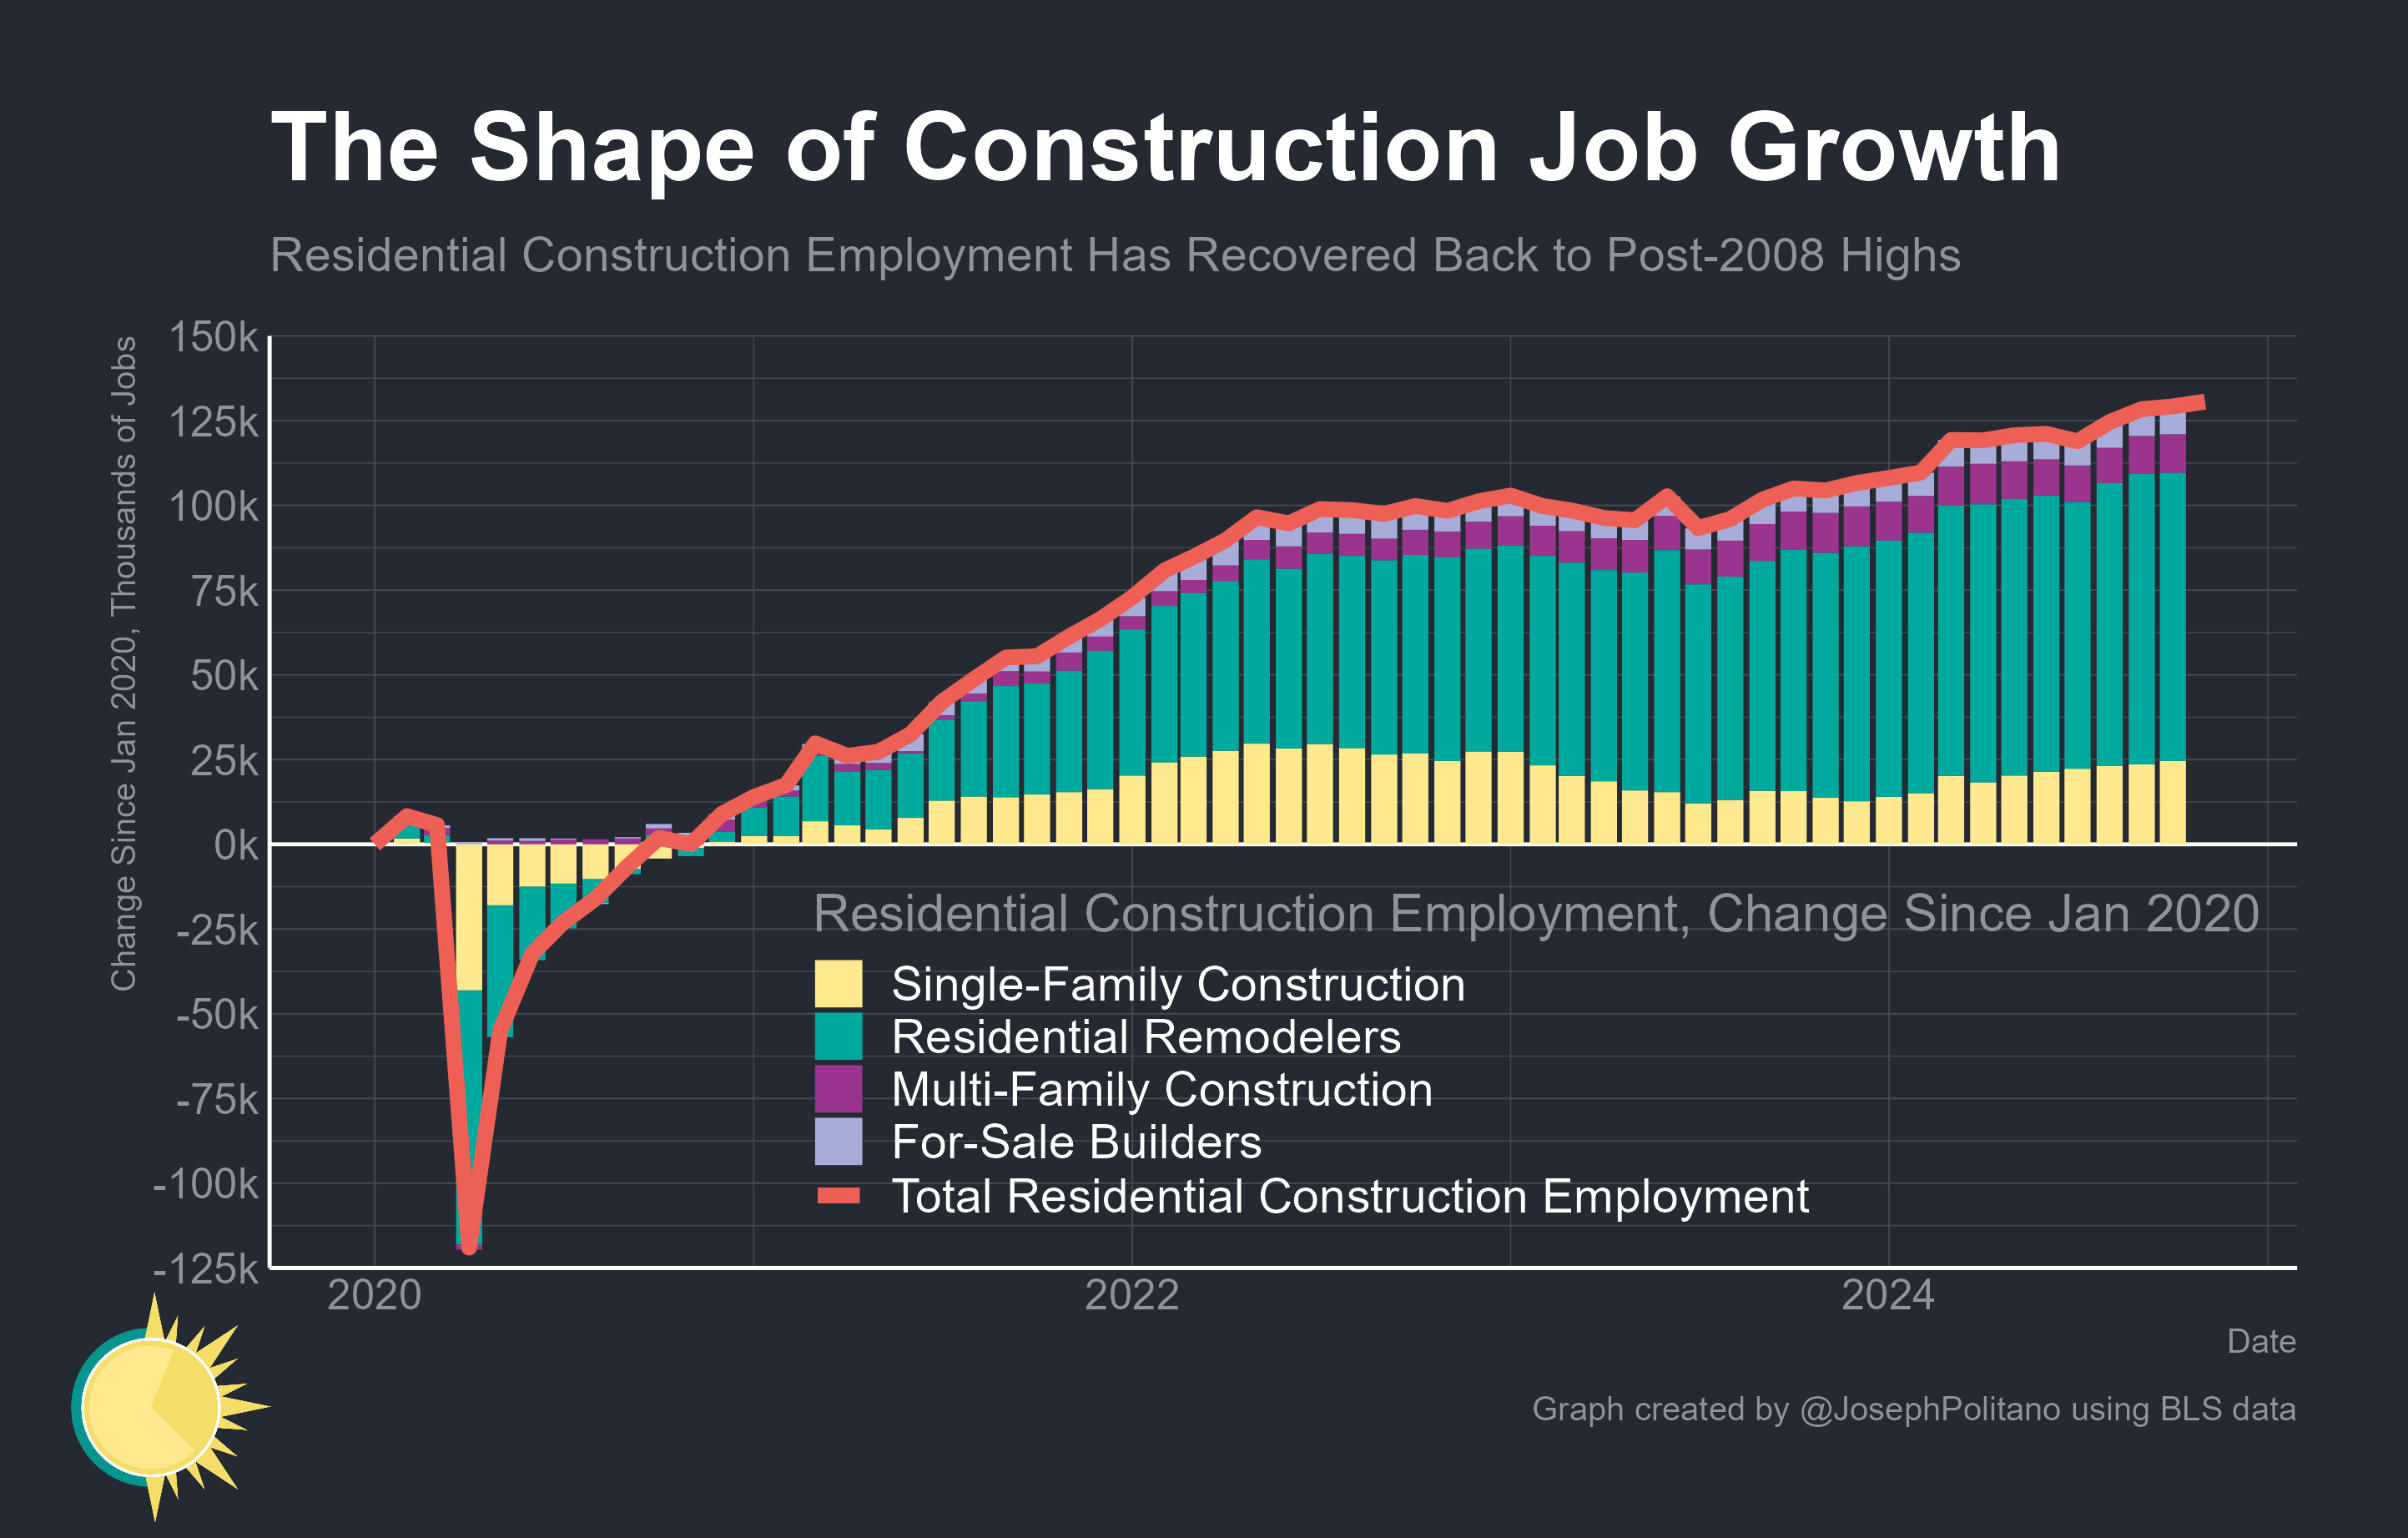 The Shape of Construction Job Growth
Residential Construction Employment Has Recovered Back to Post-2008 Highs
Change Since Jan 2020, Thousands of Jobs
150k
125k
100k
75k
50k
25k
0k
-25k
-50k
-75k
-100k
-125k
Residential Construction Employment, Change Since Jan 2020
Single-Family Construction
Residential Remodelers
Multi-Family Construction
For-Sale Builders
Total Residential Construction Employment
2020
2022
2024
Date
Graph created by @JosephPolitano using BLS data